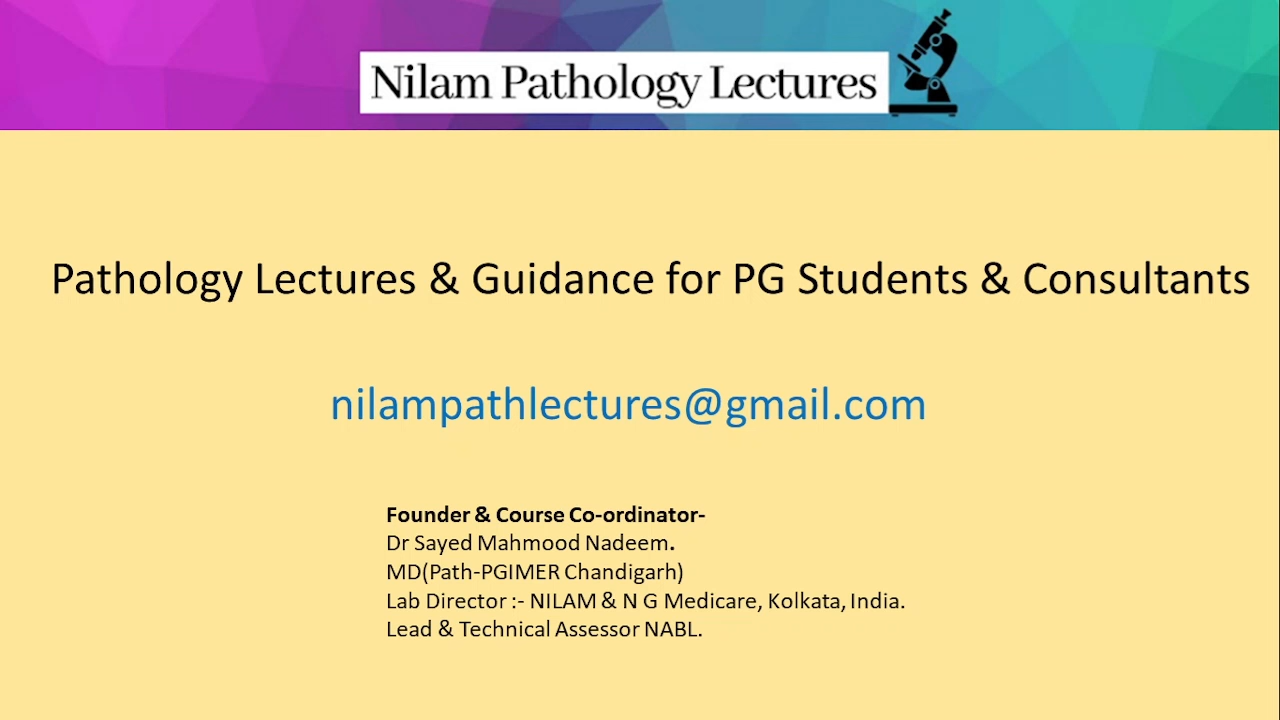 Nilam Pathology Lectures
Pathology Lectures & Guidance for PG Students & Consultants
nilampathlectures@gmail.com
Founder & Course Co-ordinator-
Dr Sayed Mahmood Nadeem.
MD(Path-PGIMER Chandigarh)
Lab Director :- NILAM & N G Medicare, Kolkata, India.
Lead & Technical Assessor NABL.